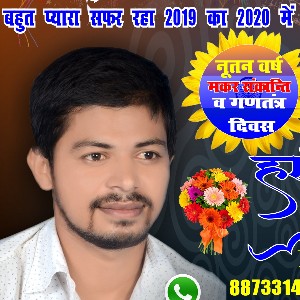 बहुत प्यारा सफर रहा 2019 का 2020 में
नूतन वर्ष
मकर संक्रान्ति
व गणतंत्र
दिवस
8873314